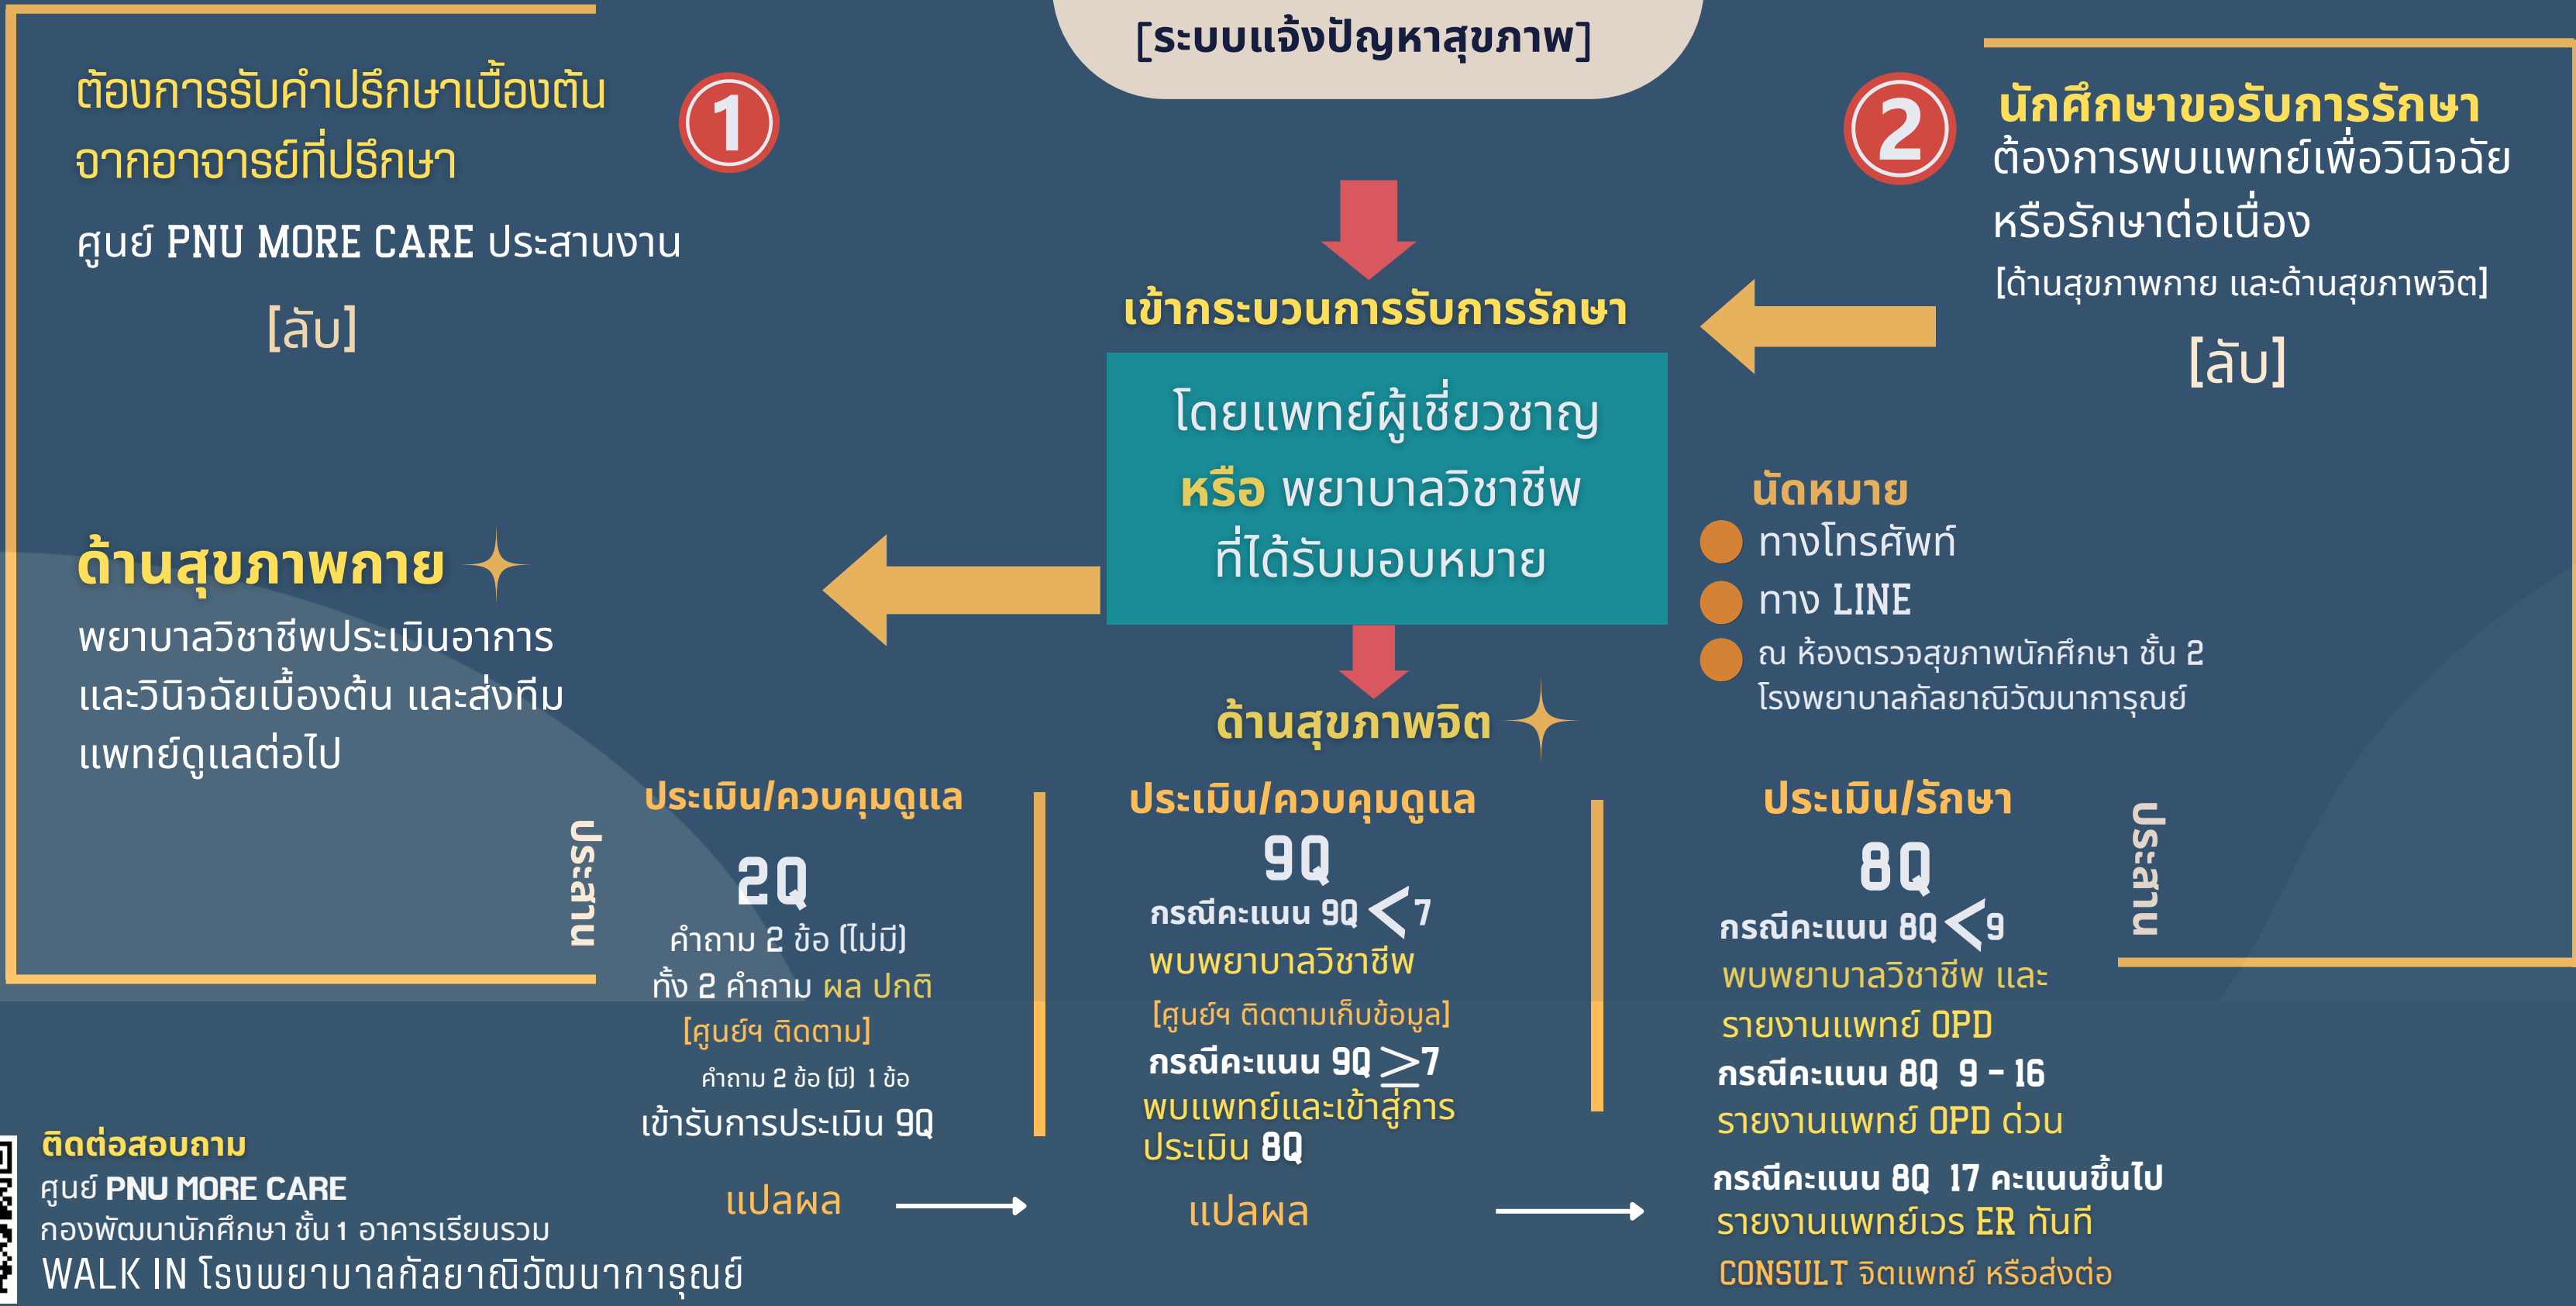 [ระบบแจ้งปัญหาสุขภาพ]
ต้องการรับคำปรึกษาเบื้องต้น
จากอาจารย์ที่ปรึกษา
ศูนย์ PNU MORE CARE ประสานงาน
[ลับ]
1
2
นักศึกษาขอรับการรักษา
ต้องการพบแพทย์เพื่อวินิจฉัย
หรือรักษาต่อเนื่อง
[ด้านสุขภาพกาย และด้านสุขภาพจิต]
[ลับ]
เข้ากระบวนการรับการรักษา
โดยแพทย์ผู้เชี่ยวชาญ
หรือ พยาบาลวิชาชีพ
ที่ได้รับมอบหมาย
นัดหมาย
ทางโทรศัพท์
ทาง LINE
ณ ห้องตรวจสุขภาพนักศึกษา ชั้น 2
โรงพยาบาลกัลยาณิวัฒนาการุณย์
ด้านสุขภาพกาย
พยาบาลวิชาชีพประเมินอาการ
และวินิจฉัยเบื้องต้น และส่งทีม
แพทย์ดูแลต่อไป
ด้านสุขภาพจิต
ประสาน
ประเมิน/ควบคุมดูแล
2Q
คำถาม 2 ข้อ (ไม่มี)
ทั้ง 2 คำถาม ผล ปกติ
[ศูนย์ฯ ติดตาม]
คำถาม 2 ข้อ (มี) 1 ข้อ
เข้ารับการประเมิน 9Q
แปลผล
ประเมิน/ควบคุมดูแล
9Q
กรณีคะแนน 9Q < 7
พบพยาบาลวิชาชีพ
[ศูนย์ฯ ติดตามเก็บข้อมูล]
กรณีคะแนน 9Q ≥ 7
พบแพทย์และเข้าสู่การ
ประเมิน 8Q
แปลผล
ประเมิน/รักษา
8Q
กรณีคะแนน 8Q < 9
พบพยาบาลวิชาชีพ และ
รายงานแพทย์ OPD
กรณีคะแนน 8Q 9 - 16
รายงานแพทย์ OPD ด่วน
กรณีคะแนน 8Q 17 คะแนนขึ้นไป
รายงานแพทย์เวร ER ทันที
CONSULT จิตแพทย์ หรือส่งต่อ
ประสาน
ติดต่อสอบถาม
ศูนย์ PNU MORE CARE
กองพัฒนานักศึกษา ชั้น 1 อาคารเรียนรวม
WALK IN โรงพยาบาลกัลยาณิวัฒนาการุณย์